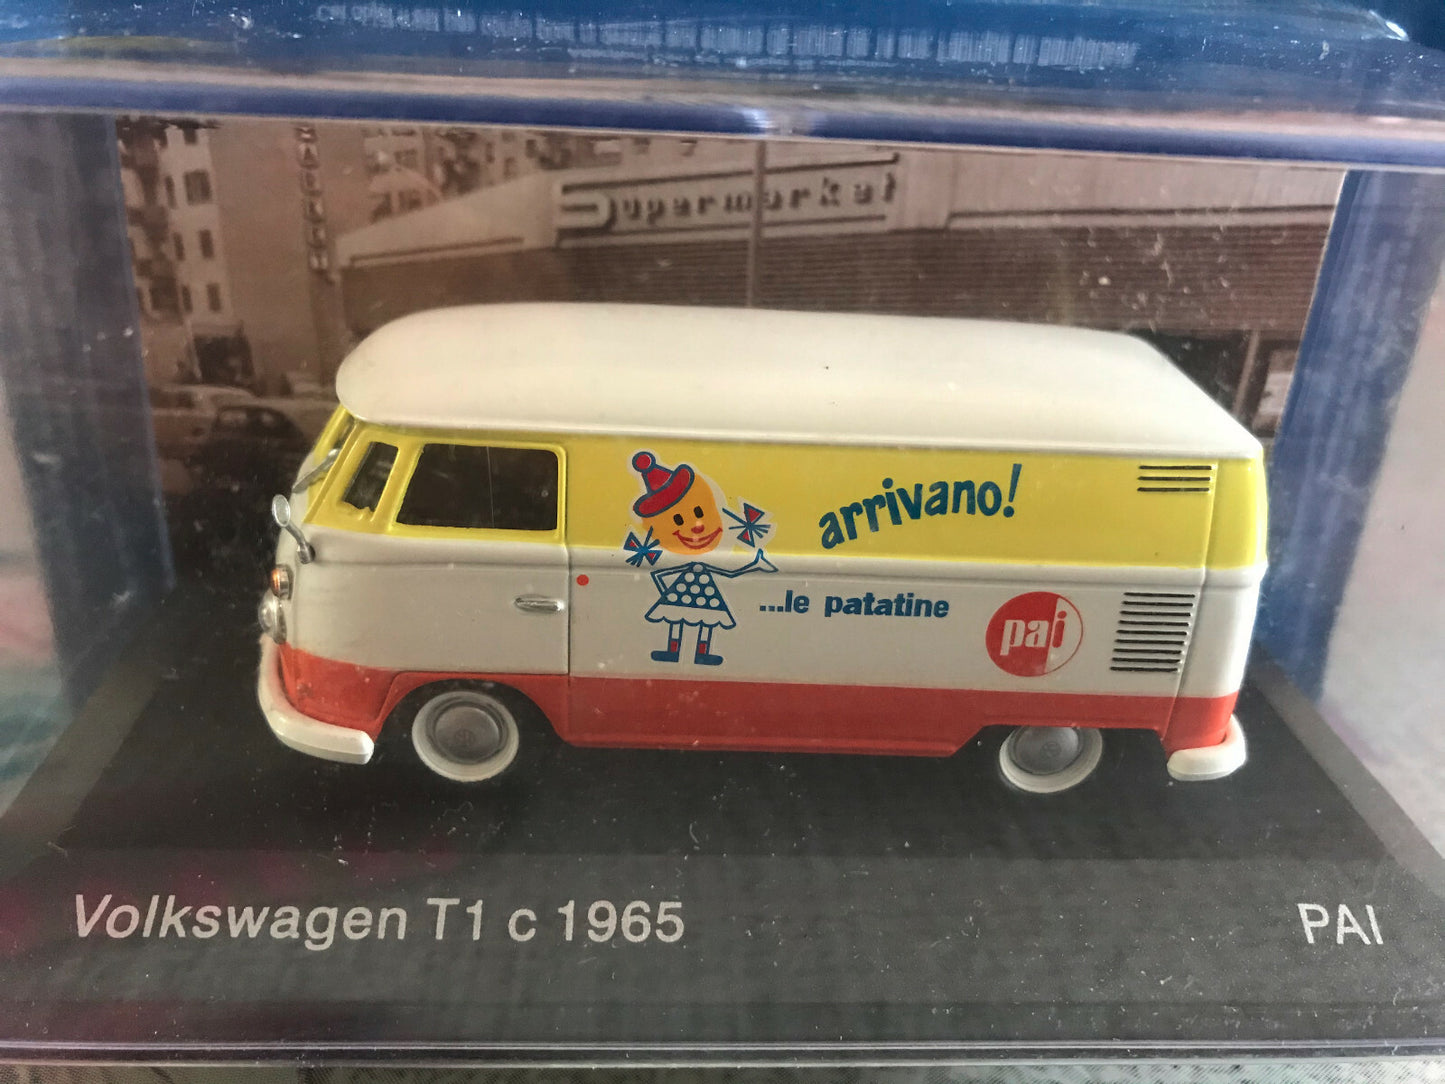 Supermarket
arrivano!
...le patatine
pai
Volkswagen T1 c 1965
PAI